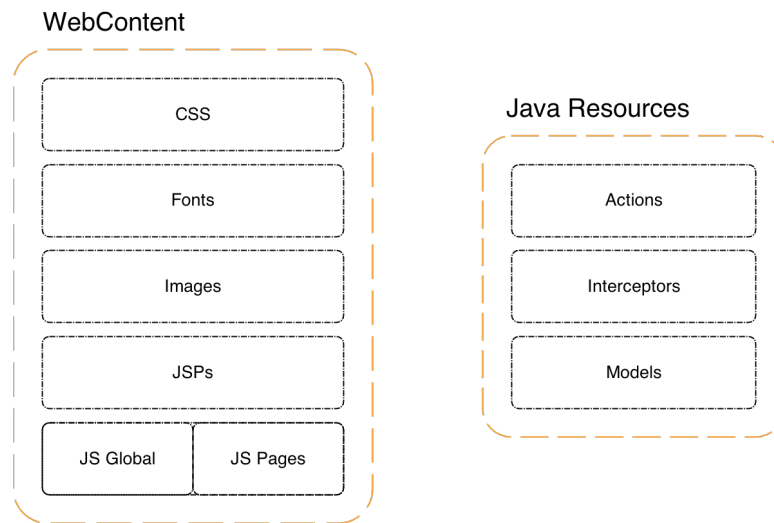 WebContent
CSS
Fonts
Images
JSPs
JS Global
JS Pages
Java Resources
Actions
Interceptors
Models